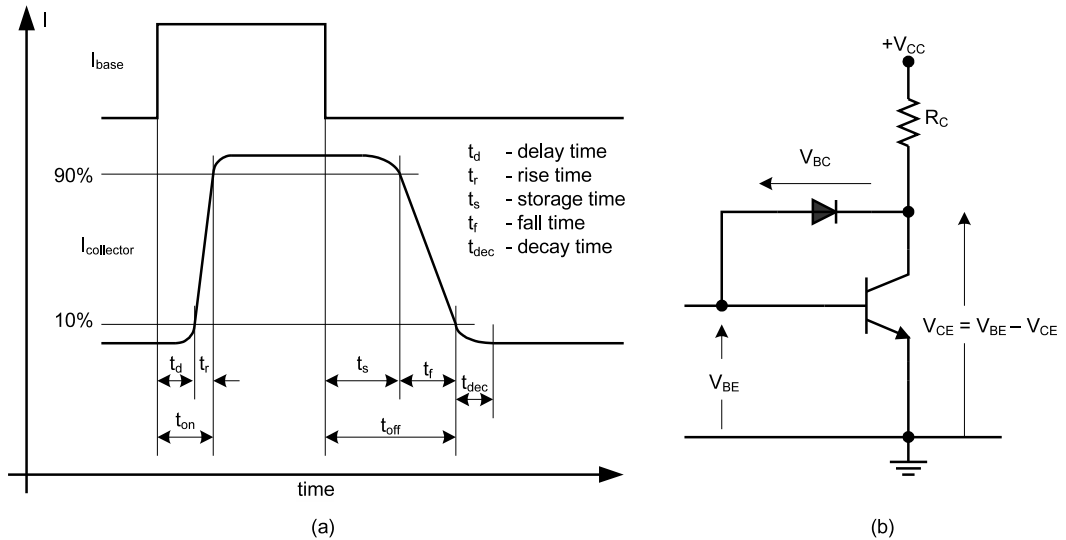 I
I_base
90%
I_collector
10%
t_d - delay time
t_r - rise time
t_s - storage time
t_f - fall time
t_dec - decay time
t_d
t_r
t_s
t_f
t_dec
t_on
t_off
time
(a)
+V_CC
R_C
V_BC
V_CE = V_BE – V_CE
V_BE
(b)